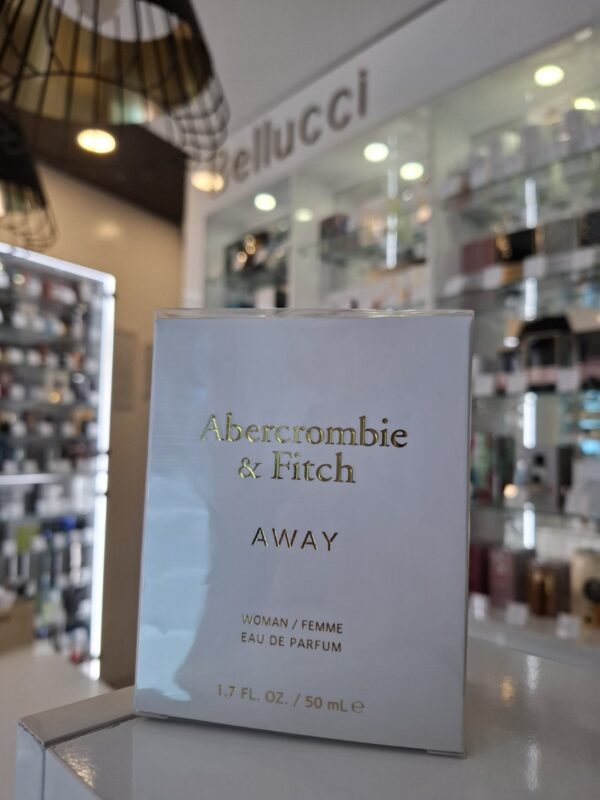 Bellucci
Abercrombie
& Fitch
AWAY
WOMAN / FEMME
EAU DE PARFUM
1.7 FL. OZ. / 50 mL ℮